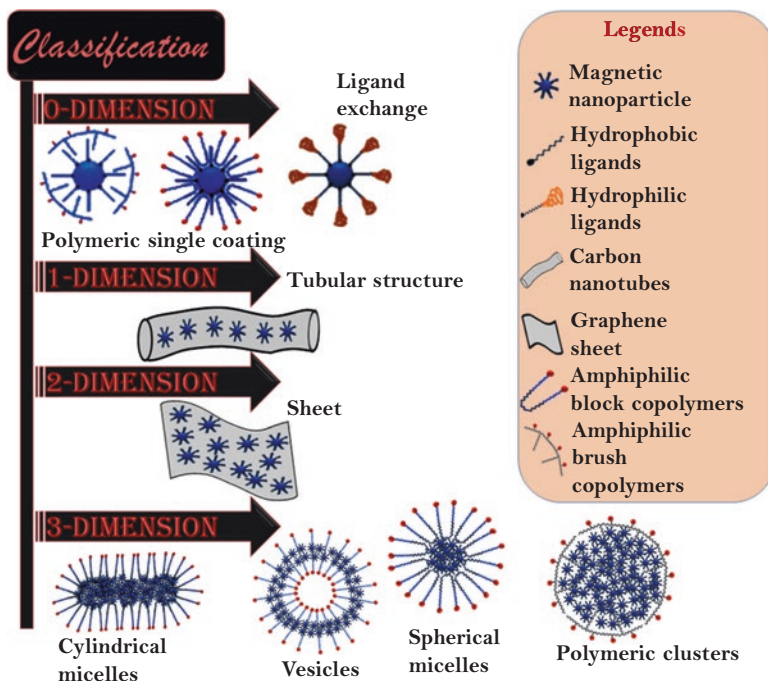 Classification
0-DIMENSION
Ligand
exchange
Polymeric single coating
1-DIMENSION
Tubular structure
2-DIMENSION
Sheet
3-DIMENSION
Cylindrical
micelles
Vesicles
Spherical
micelles
Polymeric clusters
Legends
Magnetic
nanoparticle
Hydrophobic
ligands
Hydrophilic
ligands
Carbon
nanotubes
Graphene
sheet
Amphiphilic
block copolymers
Amphiphilic
brush
copolymers